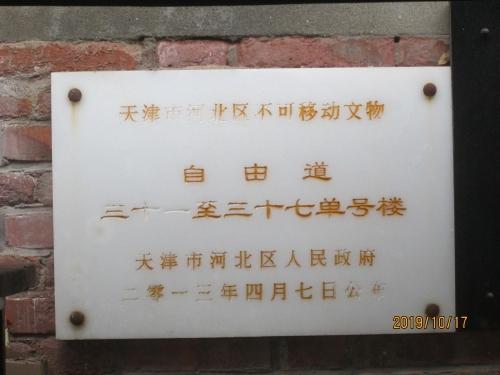 天津市河北区不可移动文物
自由道
三十一至三十七单号楼
天津市河北区人民政府
二零一三年四月七日公布
2019/10/17